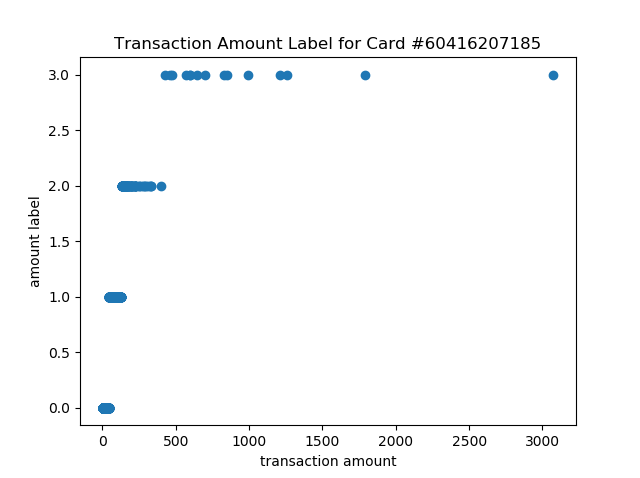 Transaction Amount Label for Card #60416207185
3.0
2.5
2.0
1.5
1.0
0.5
0.0
amount label
0 500 1000 1500 2000 2500 3000
transaction amount